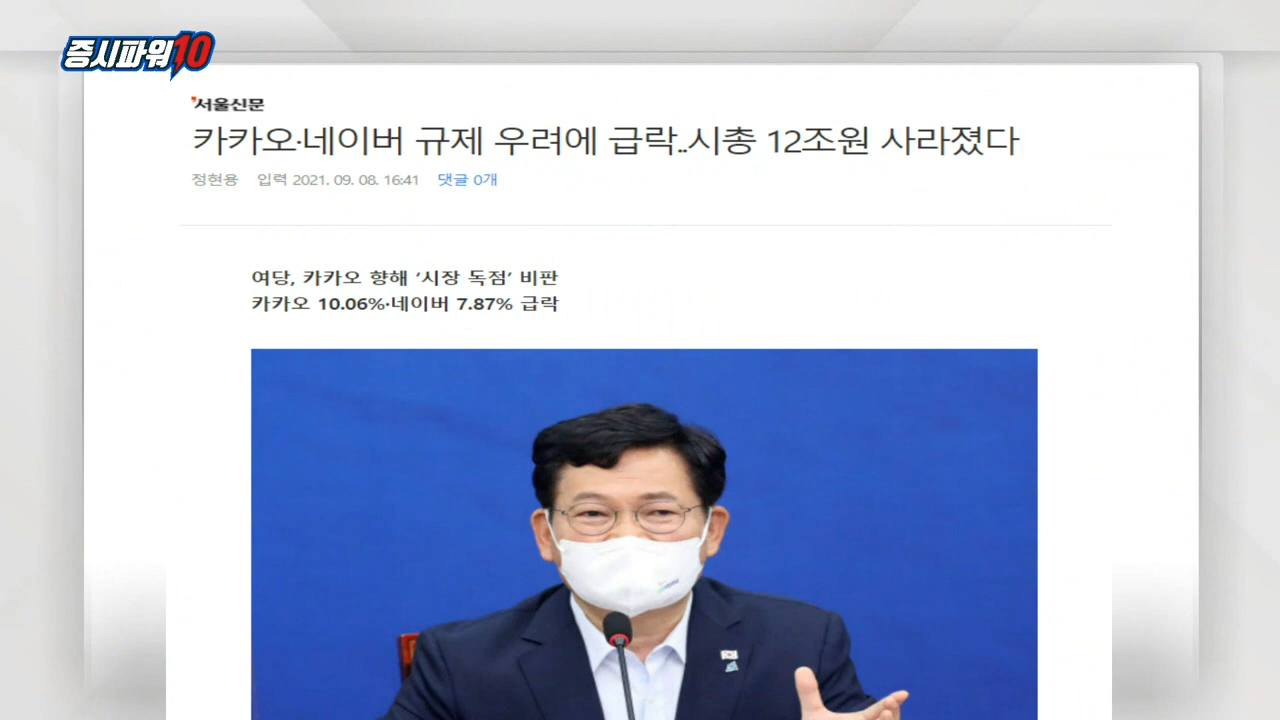 증시파워10
서울신문
카카오·네이버 규제 우려에 급락..시총 12조원 사라졌다
정현용 입력 2021. 09. 08. 16:41 댓글 0개
여당, 카카오 향해 ‘시장 독점’ 비판
카카오 10.06%·네이버 7.87% 급락